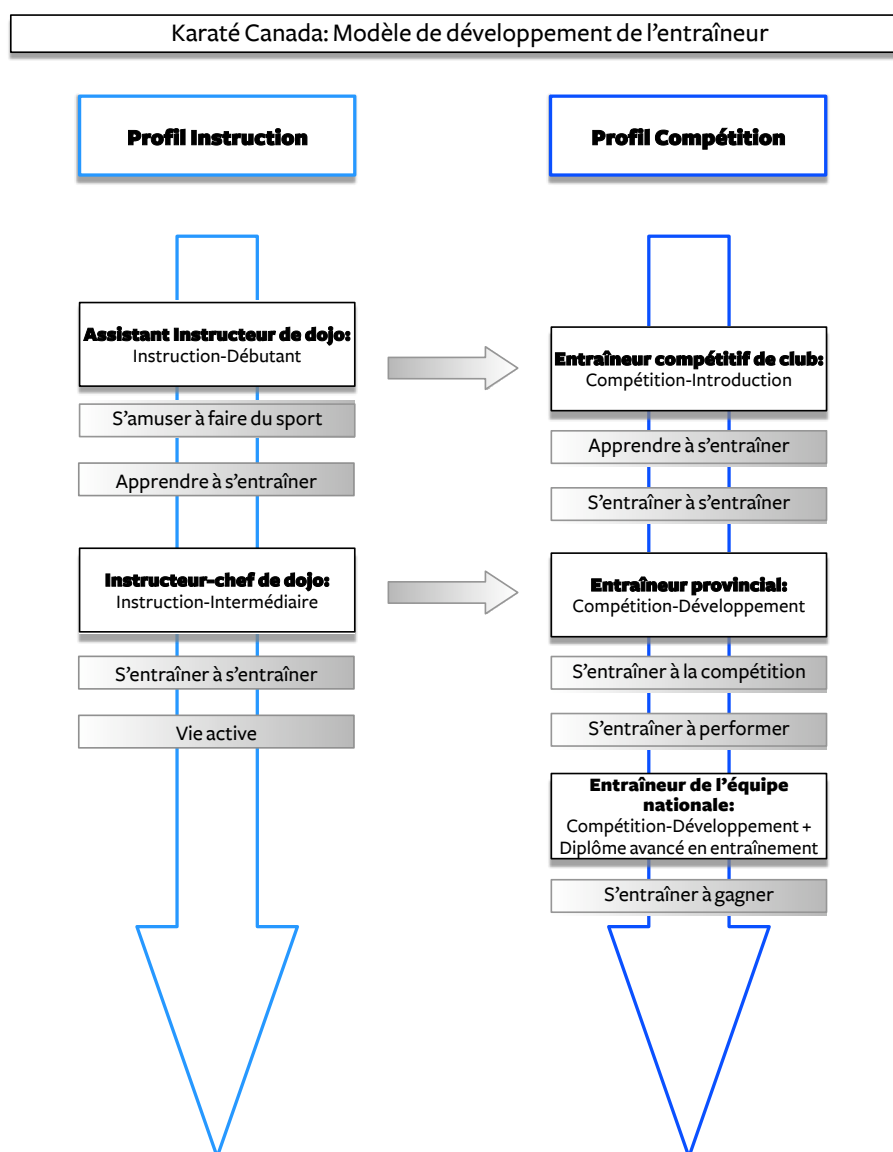 Karaté Canada: Modèle de développement de l’entraîneur
Profil Instruction
Profil Compétition
Assistant Instructeur de dojo:
Instruction-Débutant
S’amuser à faire du sport
Apprendre à s’entraîner
Instructeur-chef de dojo:
Instruction-Intermédiaire
S’entraîner à s’entraîner
Vie active
Entraîneur compétitif de club:
Compétition-Introduction
Apprendre à s’entraîner
S’entraîner à s’entraîner
Entraîneur provincial:
Compétition-Développement
S’entraîner à la compétition
S’entraîner à performer
Entraîneur de l’équipe
nationale:
Compétition-Développement +
Diplôme avancé en entraînement
S’entraîner à gagner